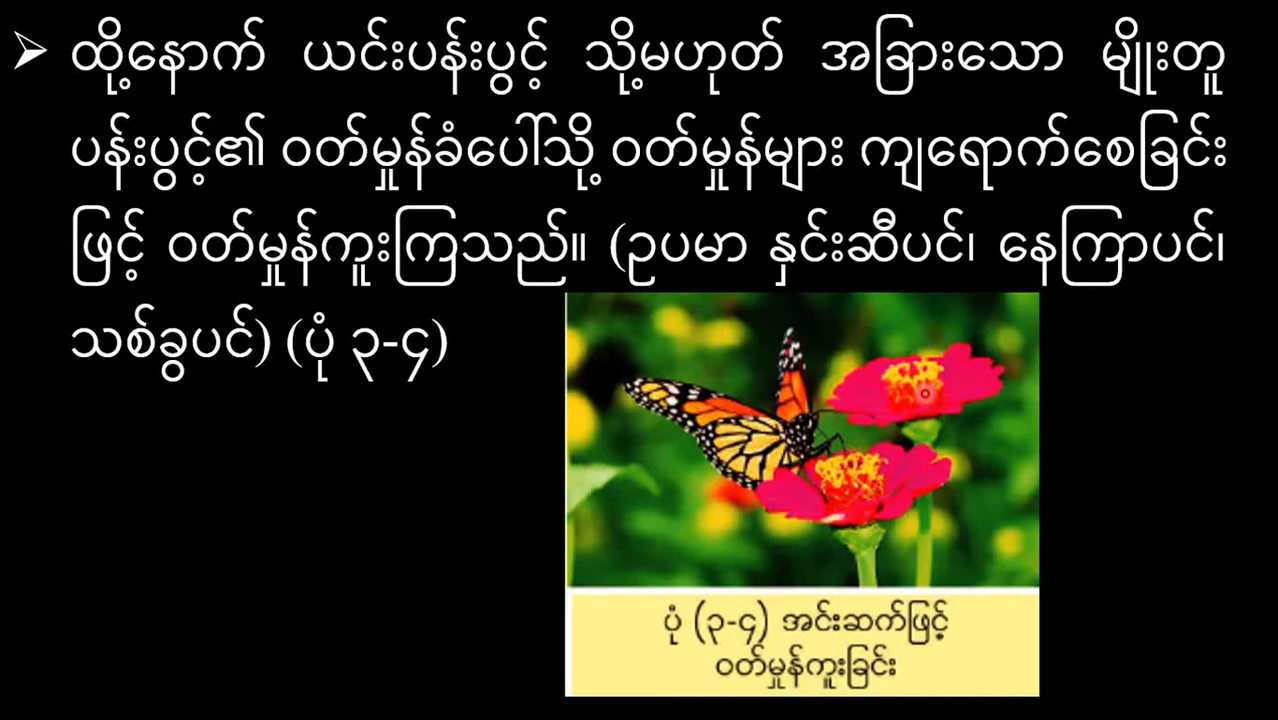 ထို့နောက် ယင်းပန်းပွင့် သို့မဟုတ် အခြားသော မျိုးတူ
ပန်းပွင့်၏ ဝတ်မှုန်ခံပေါ်သို့ ဝတ်မှုန်များ ကျရောက်စေခြင်း
ဖြင့် ဝတ်မှုန်ကူးကြသည်။ (ဥပမာ နှင်းဆီပင်၊ နေကြာပင်၊
သစ်ခွပင်) (ပုံ ၃-၄)
ပုံ (၃-၄) အင်းဆက်ဖြင့်
ဝတ်မှုန်ကူးခြင်း